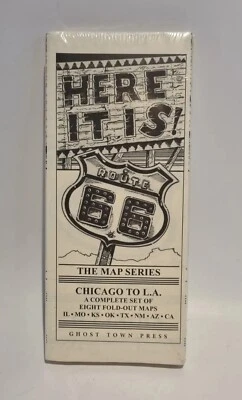 HERE
IT IS!
ROUTE
66
THE MAP SERIES
CHICAGO TO L.A.
A COMPLETE SET OF
EIGHT FOLD-OUT MAPS
IL • MO • KS • OK • TX • NM • AZ • CA
GHOST TOWN PRESS